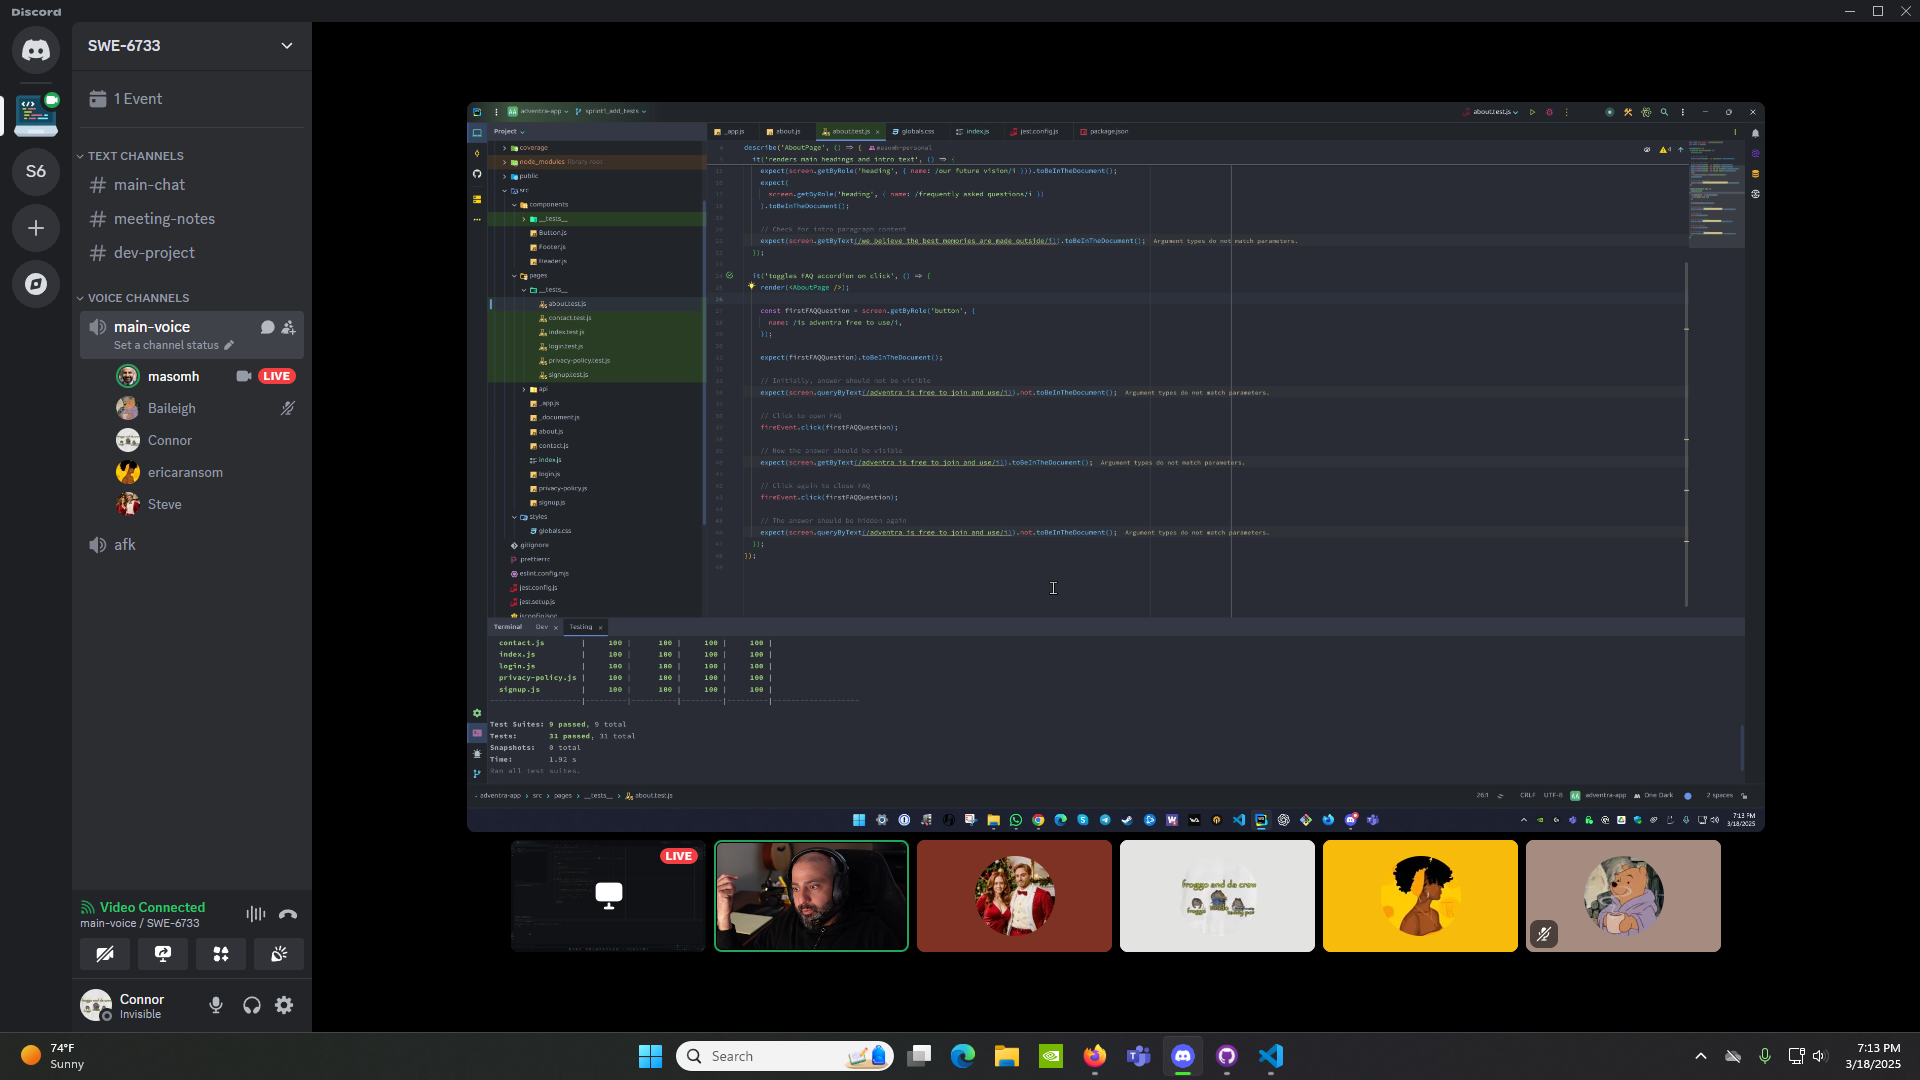 Discord
SWE-6733
1 Event
TEXT CHANNELS
main-chat
meeting-notes
dev-project
S6
VOICE CHANNELS
main-voice
Set a channel status
masomh
LIVE
Baileigh
Connor
ericaransom
Steve
afk
Video Connected
main-voice / SWE-6733
Connor
Invisible
AA adventra-app
sprint1_add_tests
about.test.js
Project
_app.js
about.js
about.test.js
globals.css
index.js
jest.config.js
package.json
coverage
node_modules library root
public
src
components
__tests__
Button.js
Footer.js
Header.js
pages
__tests__
about.test.js
contact.test.js
index.test.js
login.test.js
privacy-policy.test.js
signup.test.js
api
_app.js
_document.js
about.js
contact.js
index.js
login.js
privacy-policy.js
signup.js
styles
globals.css
.gitignore
.prettierrc
eslint.config.mjs
jest.config.js
jest.setup.js
jsconfig.json
describe('AboutPage', () => { masomh-personal
it('renders main headings and intro text', () => {
expect(screen.getByRole('heading', { name: /our future vision/i })).toBeInTheDocument();
expect(
screen.getByRole('heading', { name: /frequently asked questions/i })
).toBeInTheDocument();
// Check for intro paragraph content
expect(screen.getByText(/we believe the best memories are made outside/i)).toBeInTheDocument(); Argument types do not match parameters.
});
it('toggles FAQ accordion on click', () => {
render(<AboutPage />);
const firstFAQQuestion = screen.getByRole('button', {
name: /is adventra free to use/i,
});
expect(firstFAQQuestion).toBeInTheDocument();
// Initially, answer should not be visible
expect(screen.queryByText(/adventra is free to join and use/i)).not.toBeInTheDocument(); Argument types do not match parameters.
// Click to open FAQ
fireEvent.click(firstFAQQuestion);
// Now the answer should be visible
expect(screen.getByText(/adventra is free to join and use/i)).toBeInTheDocument(); Argument types do not match parameters.
// Click again to close FAQ
fireEvent.click(firstFAQQuestion);
// The answer should be hidden again
expect(screen.queryByText(/adventra is free to join and use/i)).not.toBeInTheDocument(); Argument types do not match parameters.
});
});
Terminal Dev Testing
contact.js | 100 | 100 | 100 | 100 |
index.js | 100 | 100 | 100 | 100 |
login.js | 100 | 100 | 100 | 100 |
privacy-policy.js | 100 | 100 | 100 | 100 |
signup.js | 100 | 100 | 100 | 100 |
Test Suites: 9 passed, 9 total
Tests: 31 passed, 31 total
Snapshots: 0 total
Time: 1.92 s
Ran all test suites.
adventra-app > src > pages > __tests__ > about.test.js
26:1 CRLF UTF-8 AA adventra-app One Dark 2 spaces
7:13 PM
3/18/2025
LIVE
froggo and da crew
froggo
74°F
Sunny
Search
7:13 PM
3/18/2025